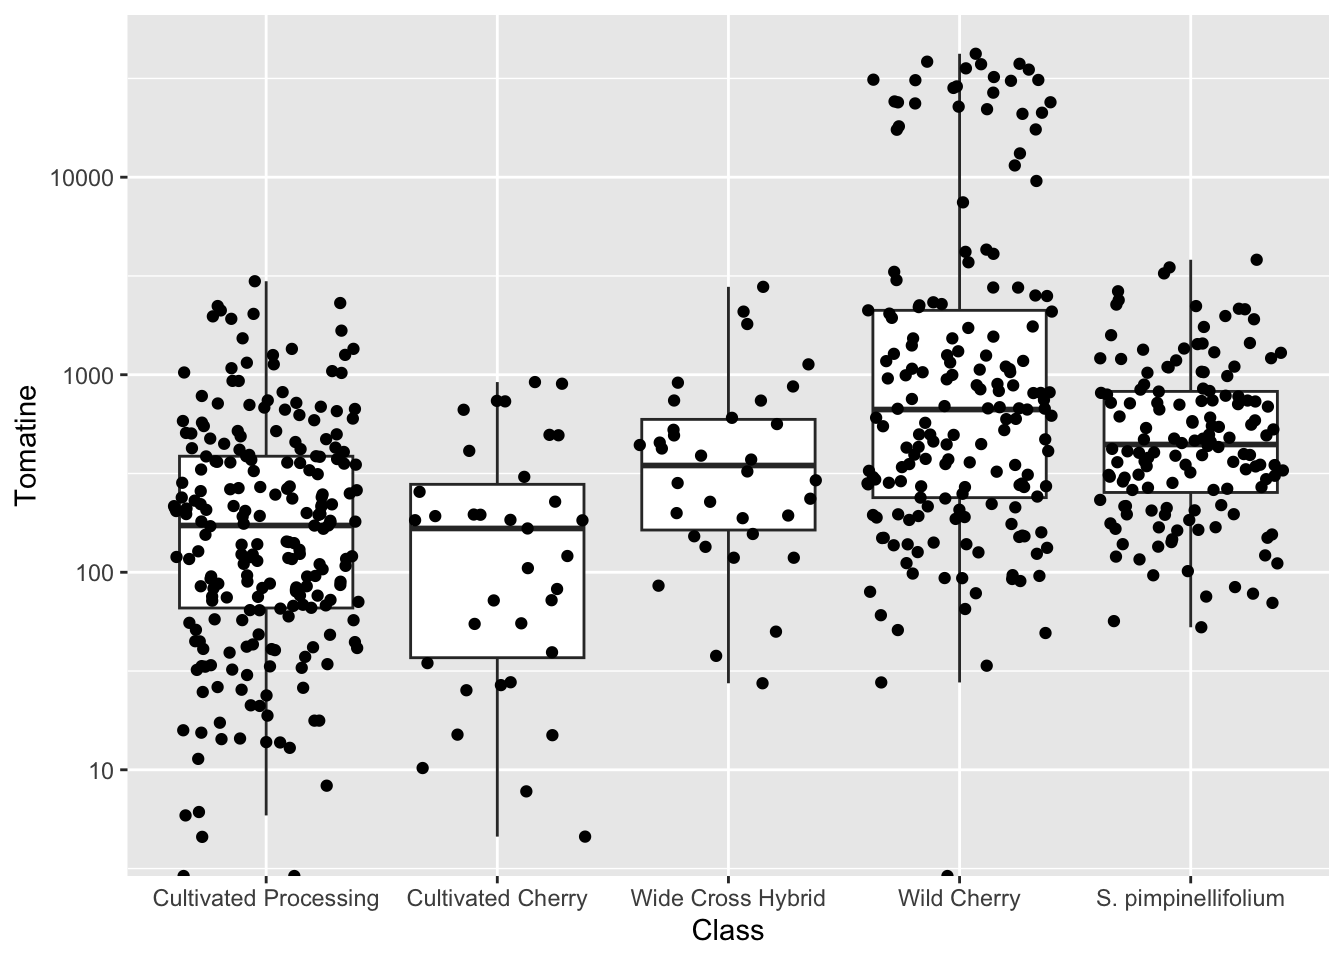 Tomatine
10000
1000
100
10
Cultivated Processing
Cultivated Cherry
Wide Cross Hybrid
Wild Cherry
S. pimpinellifolium
Class